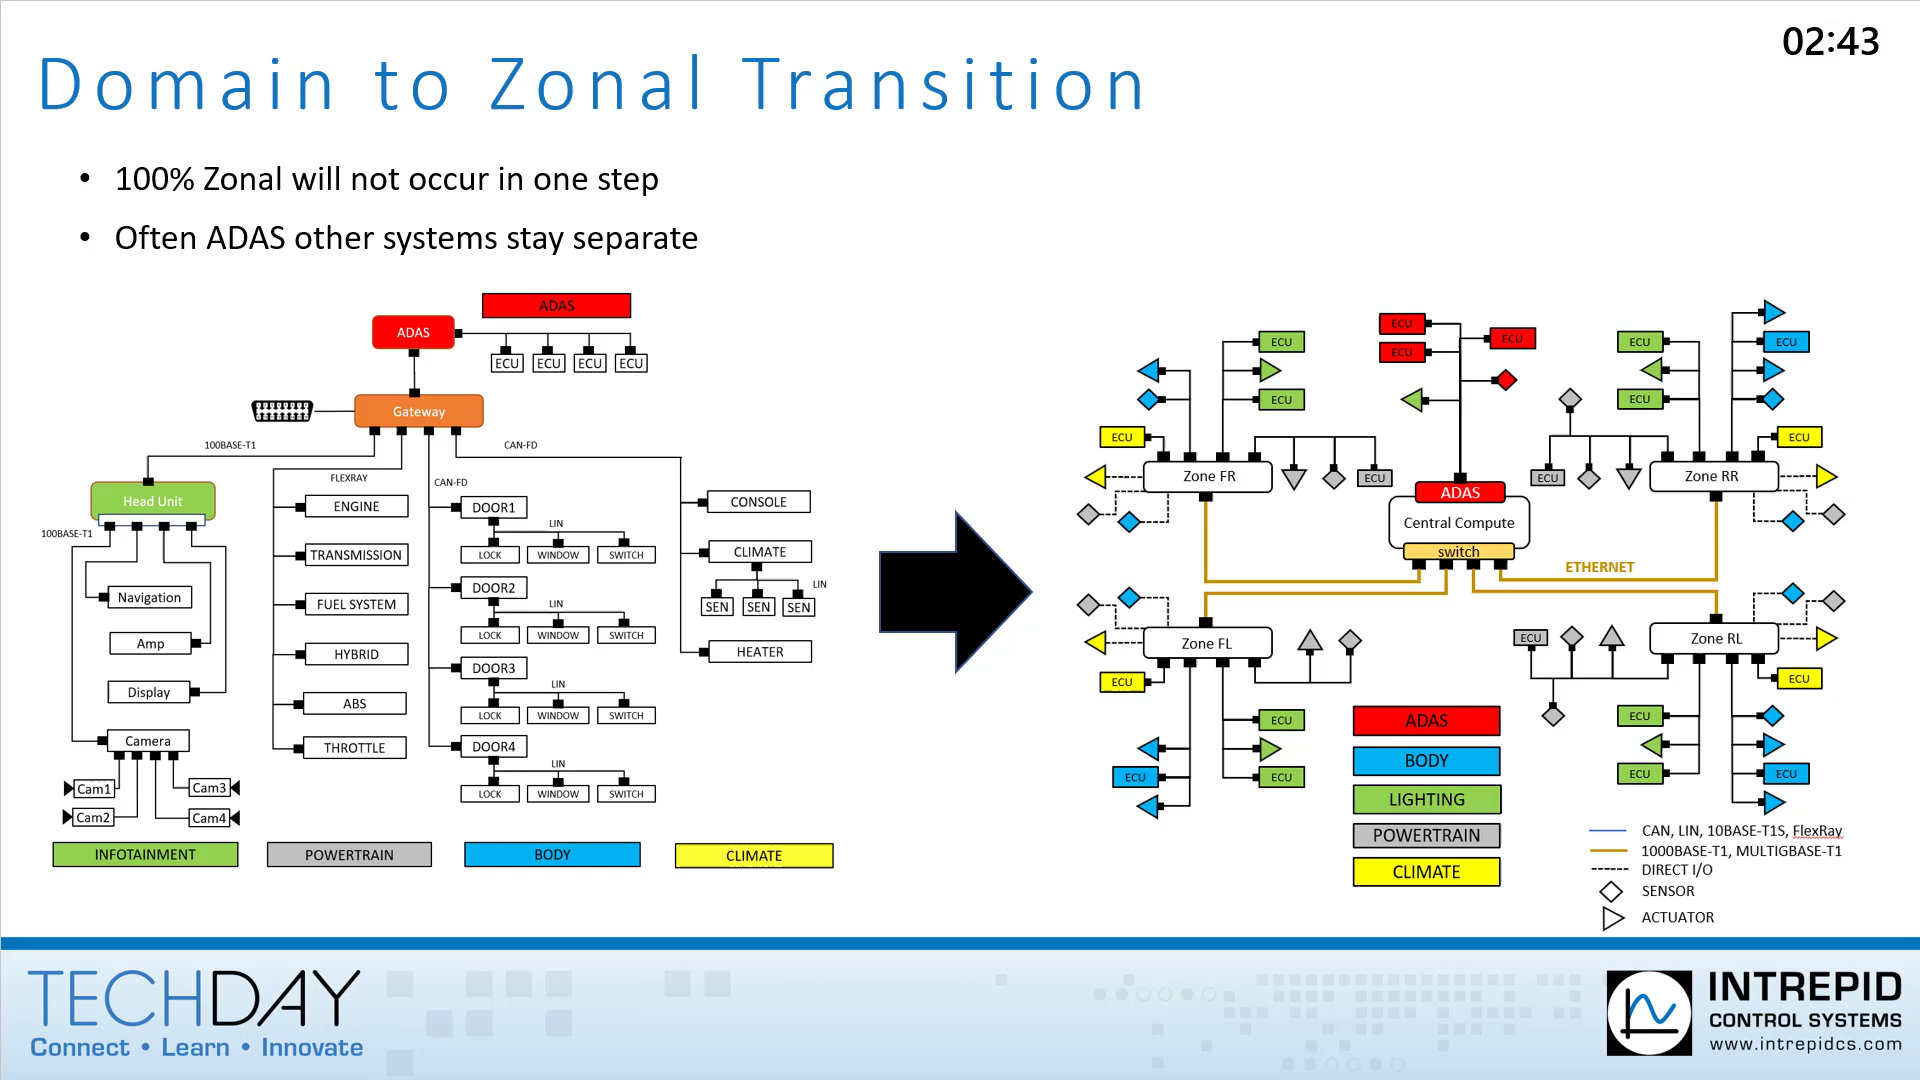 02:43
Domain to Zonal Transition
• 100% Zonal will not occur in one step
• Often ADAS other systems stay separate
ADAS
ADAS
ECU ECU ECU ECU
Gateway
100BASE-T1
CAN-FD
FLEXRAY
CAN-FD
Head Unit
100BASE-T1
Navigation
Amp
Display
Camera
Cam1
Cam2
Cam3
Cam4
ENGINE
TRANSMISSION
FUEL SYSTEM
HYBRID
ABS
THROTTLE
DOOR1
LIN
LOCK WINDOW SWITCH
DOOR2
LIN
LOCK WINDOW SWITCH
DOOR3
LIN
LOCK WINDOW SWITCH
DOOR4
LIN
LOCK WINDOW SWITCH
CONSOLE
CLIMATE
LIN
SEN SEN SEN
HEATER
INFOTAINMENT
POWERTRAIN
BODY
CLIMATE
ECU
ECU
ECU
Zone FR
ECU
ECU
ECU
ECU
ADAS
Central Compute
switch
ETHERNET
ECU
ECU
ECU
ECU
ECU
Zone RR
Zone FL
ECU
ECU
ECU
ECU
ECU
Zone RL
ECU
ECU
ECU
ECU
ADAS
BODY
LIGHTING
POWERTRAIN
CLIMATE
CAN, LIN, 10BASE-T1S, FlexRay
1000BASE-T1, MULTIGBASE-T1
DIRECT I/O
SENSOR
ACTUATOR
TECHDAY
Connect • Learn • Innovate
INTREPID
CONTROL SYSTEMS
www.intrepidcs.com